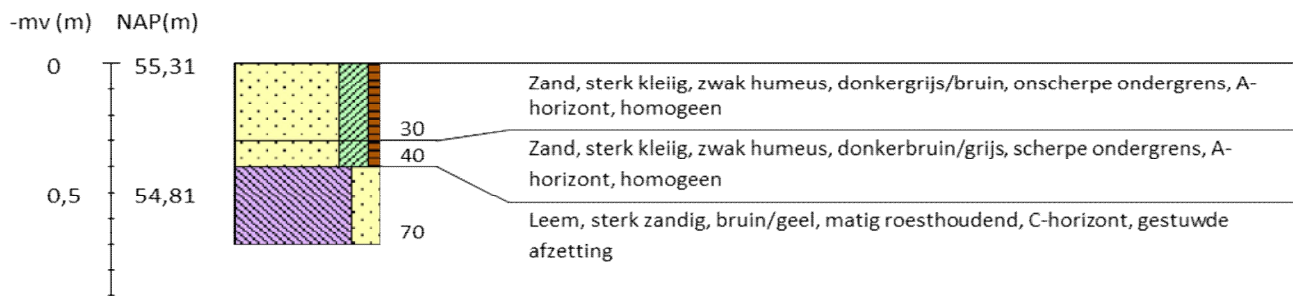 -mv (m) NAP(m)
0 55,31
Zand, sterk kleiig, zwak humeus, donkergrijs/bruin, onscherpe ondergrens, A-
horizont, homogeen
30
Zand, sterk kleiig, zwak humeus, donkerbruin/grijs, scherpe ondergrens, A-
horizont, homogeen
40
0,5 54,81
Leem, sterk zandig, bruin/geel, matig roesthoudend, C-horizont, gestuwde
afzetting
70